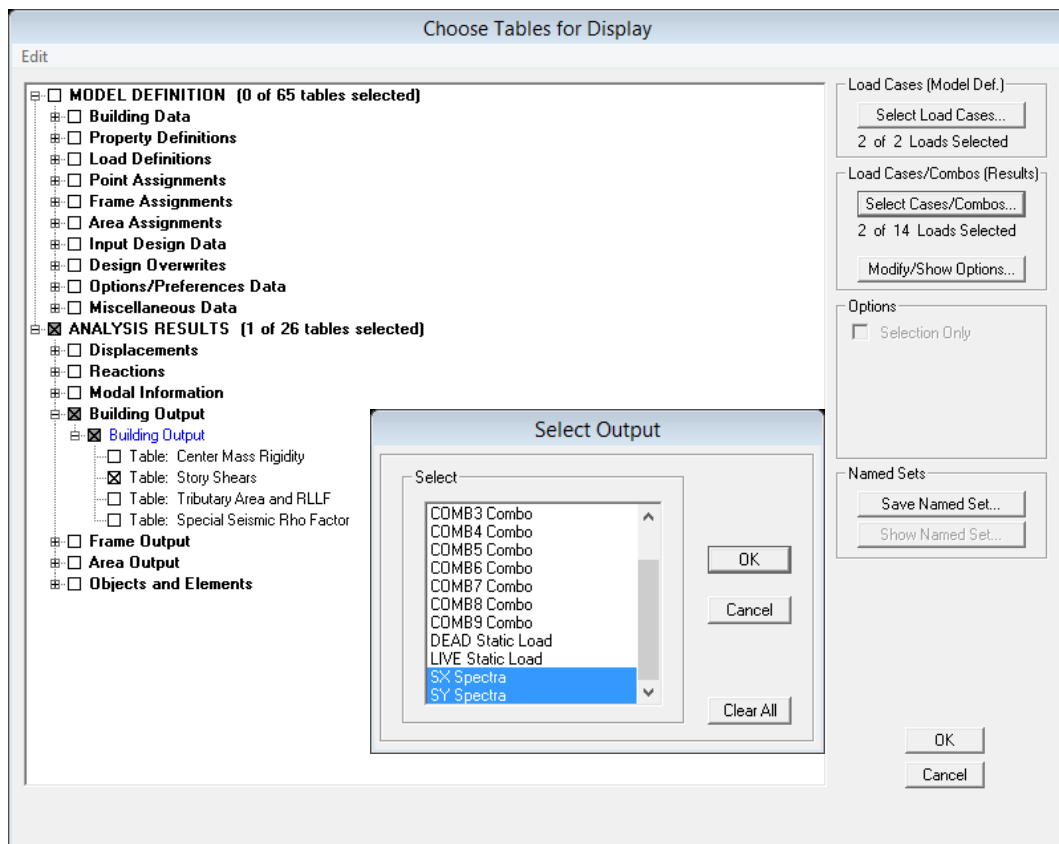 Choose Tables for Display
Edit
MODEL DEFINITION (0 of 65 tables selected)
Building Data
Property Definitions
Load Definitions
Point Assignments
Frame Assignments
Area Assignments
Input Design Data
Design Overwrites
Options/Preferences Data
Miscellaneous Data
ANALYSIS RESULTS (1 of 26 tables selected)
Displacements
Reactions
Modal Information
Building Output
Building Output
Table: Center Mass Rigidity
Table: Story Shears
Table: Tributary Area and RLLF
Table: Special Seismic Rho Factor
Frame Output
Area Output
Objects and Elements
Load Cases (Model Def.)
Select Load Cases...
2 of 2 Loads Selected
Load Cases/Combos (Results)
Select Cases/Combos...
2 of 14 Loads Selected
Modify/Show Options...
Options
Selection Only
Named Sets
Save Named Set...
Show Named Set...
OK
Cancel
Select Output
Select
COMB3 Combo
COMB4 Combo
COMB5 Combo
COMB6 Combo
COMB7 Combo
COMB8 Combo
COMB9 Combo
DEAD Static Load
LIVE Static Load
SX Spectra
SY Spectra
OK
Cancel
Clear All